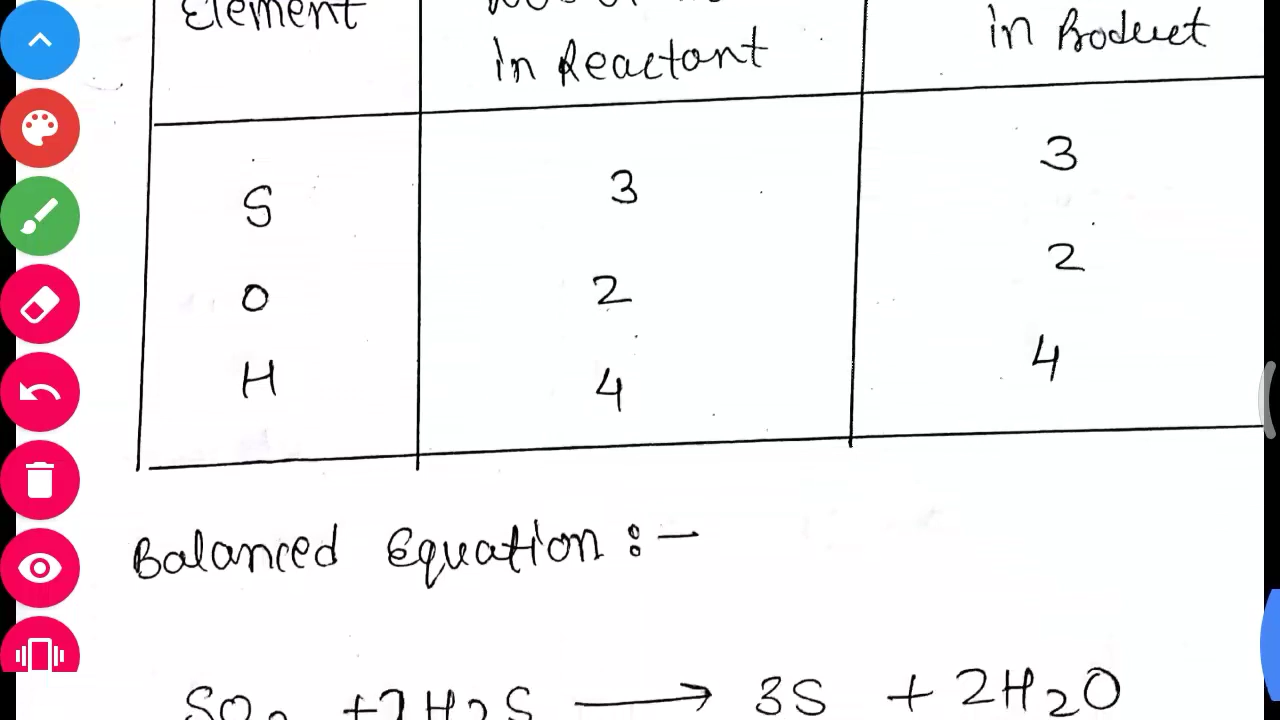 Element
in Reactant
in Product
S 3 3
O 2 2
H 4 4
Balanced Equation :-
SO2 + 2H2S ⟶ 3S + 2H2O